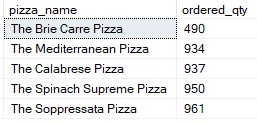 pizza_name ordered_qty
The Brie Carre Pizza 490
The Mediterranean Pizza 934
The Calabrese Pizza 937
The Spinach Supreme Pizza 950
The Soppressata Pizza 961